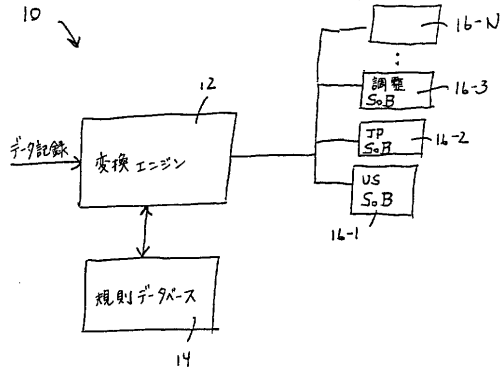 10
16-N
12
調整
SoB
16-3
データ記録
変換エンジン
JP
SoB
16-2
US
SoB
16-1
規則データベース
14